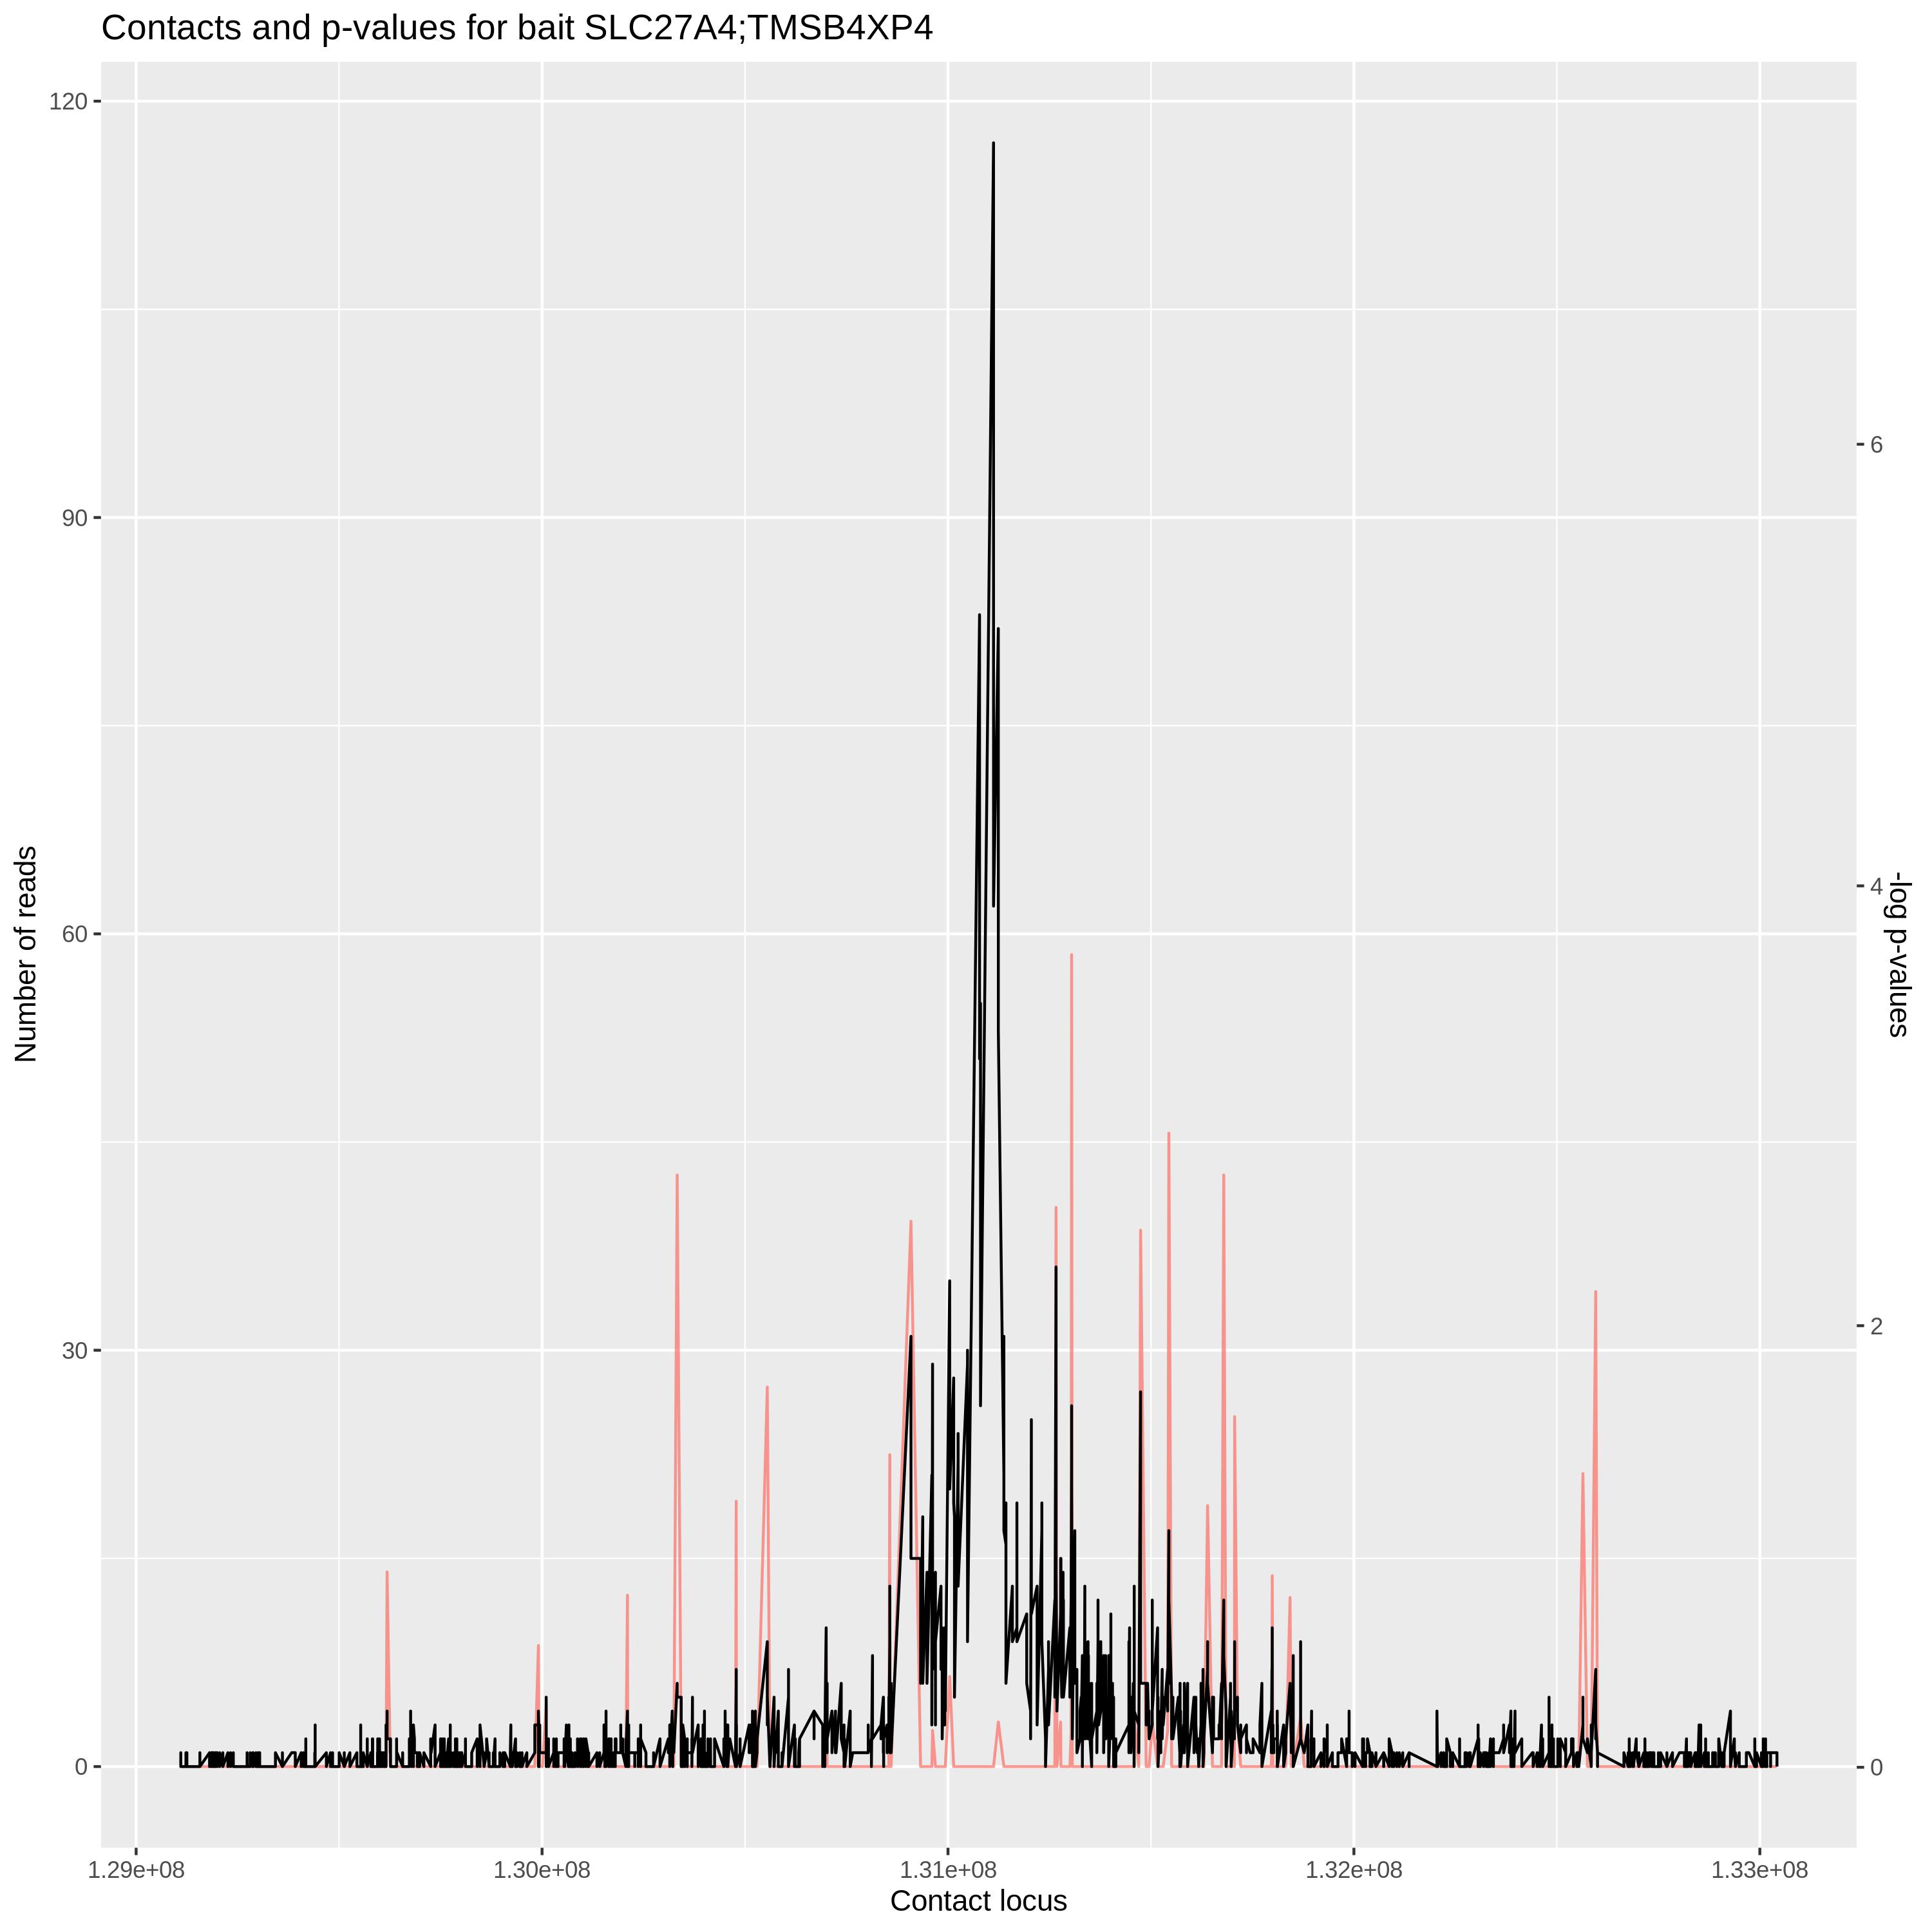 Contacts and p-values for bait SLC27A4;TMSB4XP4
120
90
60
30
0
Number of reads
6
4
2
0
-log p-values
1.29e+08 1.30e+08 1.31e+08 1.32e+08 1.33e+08
Contact locus